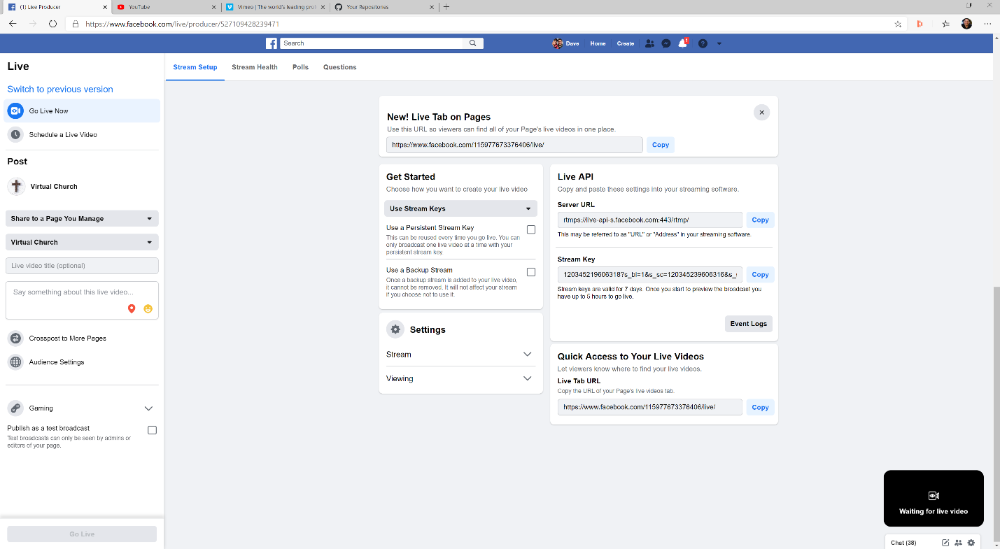 (1) Live Producer
YouTube
Vimeo | The world's leading prof
Your Repositories
https://www.facebook.com/live/producer/527109428239471
Search
Dave
Home
Create
1
Live
Switch to previous version
Go Live Now
Schedule a Live Video
Post
Virtual Church
Share to a Page You Manage
Virtual Church
Live video title (optional)
Say something about this live video...
Crosspost to More Pages
Audience Settings
Gaming
Publish as a test broadcast
Test broadcasts can only be seen by admins or
editors of your page.
Go Live
Stream Setup
Stream Health
Polls
Questions
New! Live Tab on Pages
Use this URL so viewers can find all of your Page's live videos in one place.
https://www.facebook.com/115977673376406/live/
Copy
Get Started
Choose how you want to create your live video
Use Stream Keys
Use a Persistent Stream Key
This can be reused every time you go live. You can
only broadcast one live video at a time with your
persistent stream key.
Use a Backup Stream
Once a backup stream is added to your live video,
it cannot be removed. It will not affect your stream
if you choose not to use it.
Settings
Stream
Viewing
Live API
Copy and paste these settings into your streaming software.
Server URL
rtmps://live-api-s.facebook.com:443/rtmp/
Copy
This may be referred to as "URL" or "Address" in your streaming software.
Stream Key
120345219606318?s_bl=1&s_sc=120345239606316&s_s
Copy
Stream keys are valid for 7 days. Once you start to preview the broadcast you
have up to 5 hours to go live.
Event Logs
Quick Access to Your Live Videos
Let viewers know where to find your live videos.
Live Tab URL
Copy the URL of your Page's live videos tab.
https://www.facebook.com/115977673376406/live/
Copy
Waiting for live video
Chat (38)